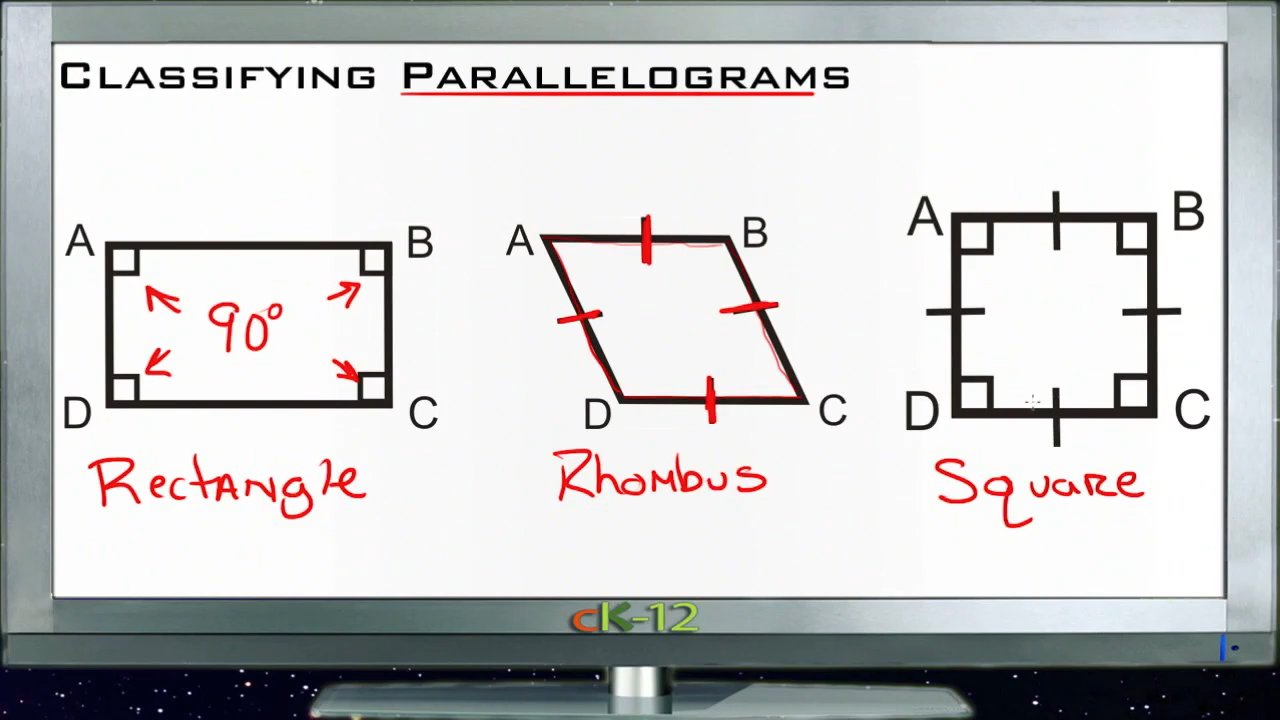 CLASSIFYING PARALLELOGRAMS
A B
D C
90°
Rectangle
A B
D C
Rhombus
A B
D C
Square
cK-12